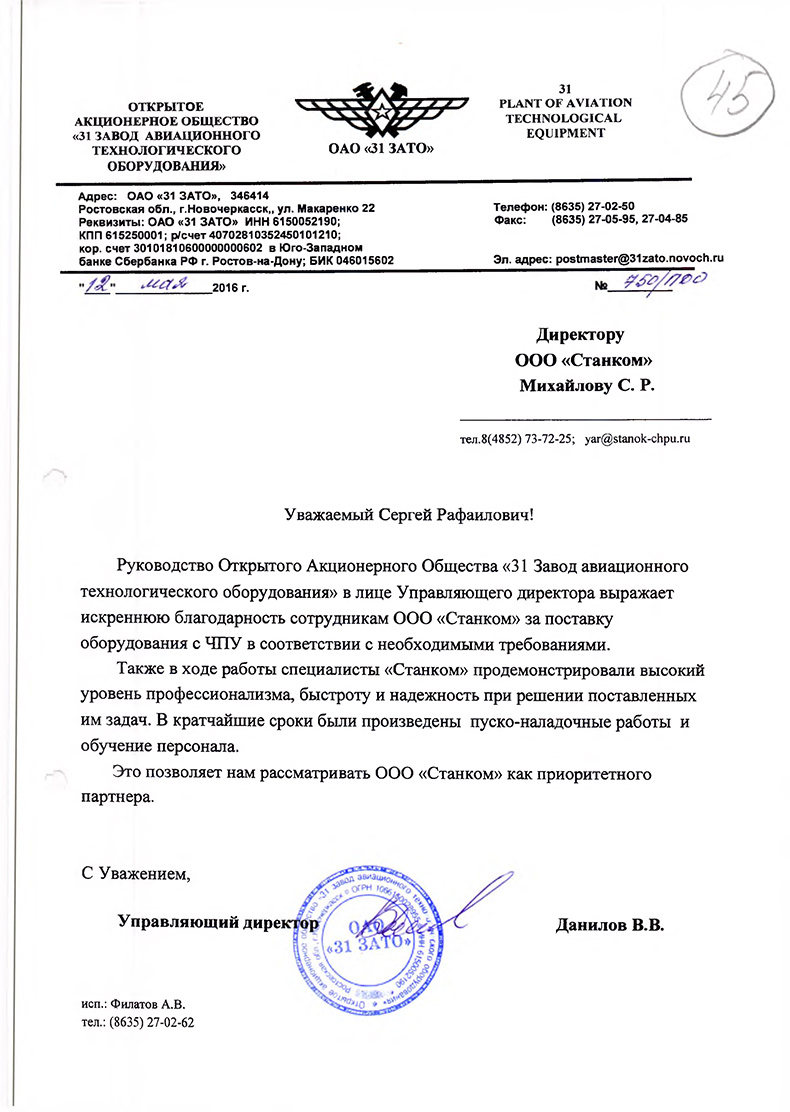 45
ОТКРЫТОЕ
АКЦИОНЕРНОЕ ОБЩЕСТВО
«31 ЗАВОД АВИАЦИОННОГО
ТЕХНОЛОГИЧЕСКОГО
ОБОРУДОВАНИЯ»
ОАО «31 ЗАТО»
31
PLANT OF AVIATION
TECHNOLOGICAL
EQUIPMENT
Адрес: ОАО «31 ЗАТО», 346414
Ростовская обл., г.Новочеркасск,, ул. Макаренко 22
Реквизиты: ОАО «31 ЗАТО» ИНН 6150052190;
КПП 615250001; р/счет 40702810352450101210;
кор. счет 30101810600000000602 в Юго-Западном
банке Сбербанка РФ г. Ростов-на-Дону; БИК 046015602
Телефон: (8635) 27-02-50
Факс: (8635) 27-05-95, 27-04-85
Эл. адрес: postmaster@31zato.novoch.ru
"12" мая 2016 г.
№ 750/ПДО
Директору
ООО «Станком»
Михайлову С. Р.
тел.8(4852) 73-72-25; yar@stanok-chpu.ru
Уважаемый Сергей Рафаилович!
Руководство Открытого Акционерного Общества «31 Завод авиационного
технологического оборудования» в лице Управляющего директора выражает
искреннюю благодарность сотрудникам ООО «Станком» за поставку
оборудования с ЧПУ в соответствии с необходимыми требованиями.
Также в ходе работы специалисты «Станком» продемонстрировали высокий
уровень профессионализма, быстроту и надежность при решении поставленных
им задач. В кратчайшие сроки были произведены пуско-наладочные работы и
обучение персонала.
Это позволяет нам рассматривать ООО «Станком» как приоритетного
партнера.
С Уважением,
Управляющий директор
Данилов В.В.
ОАО
«31 ЗАТО»
исп.: Филатов А.В.
тел.: (8635) 27-02-62